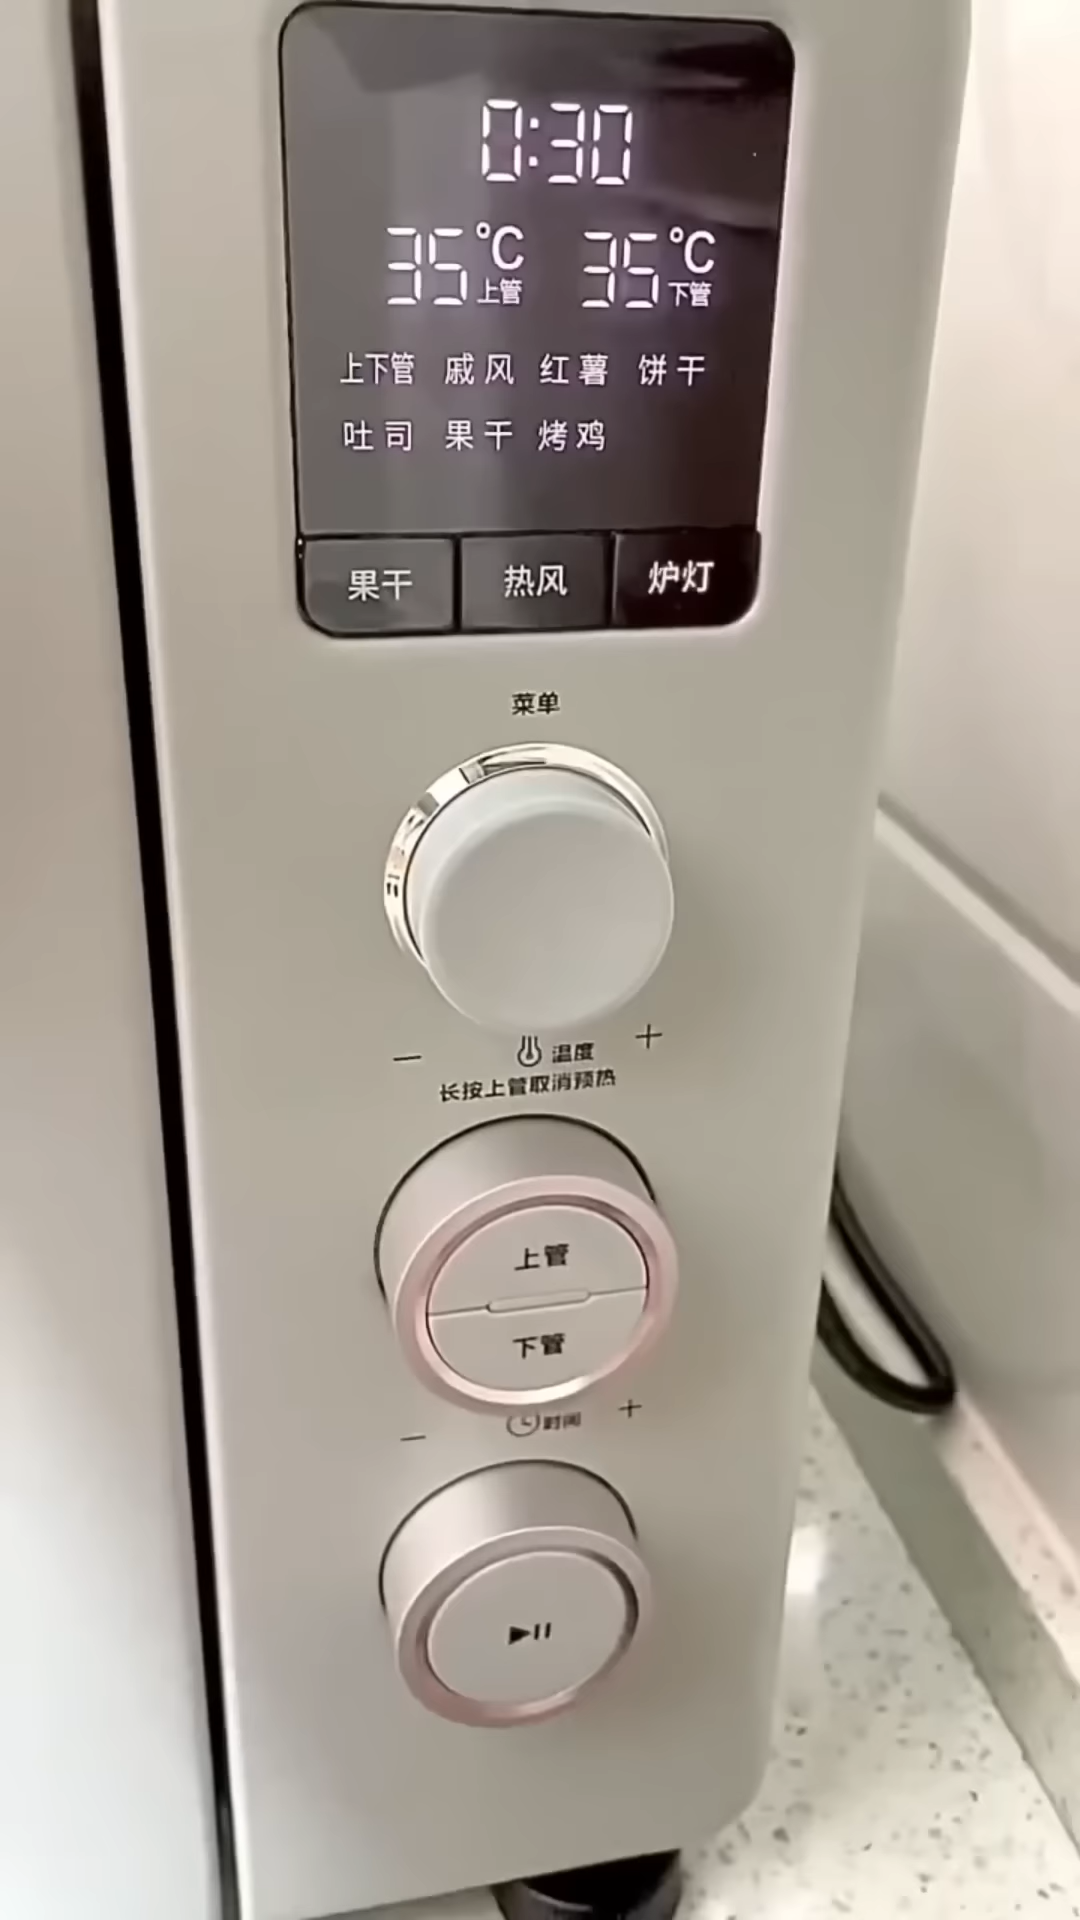 0:30
35°C上管 35°C下管
上下管 戚风 红薯 饼干
吐司 果干 烤鸡
果干 热风 炉灯
菜单
− 温度 +
长按上管取消预热
上管
下管
− 时间 +